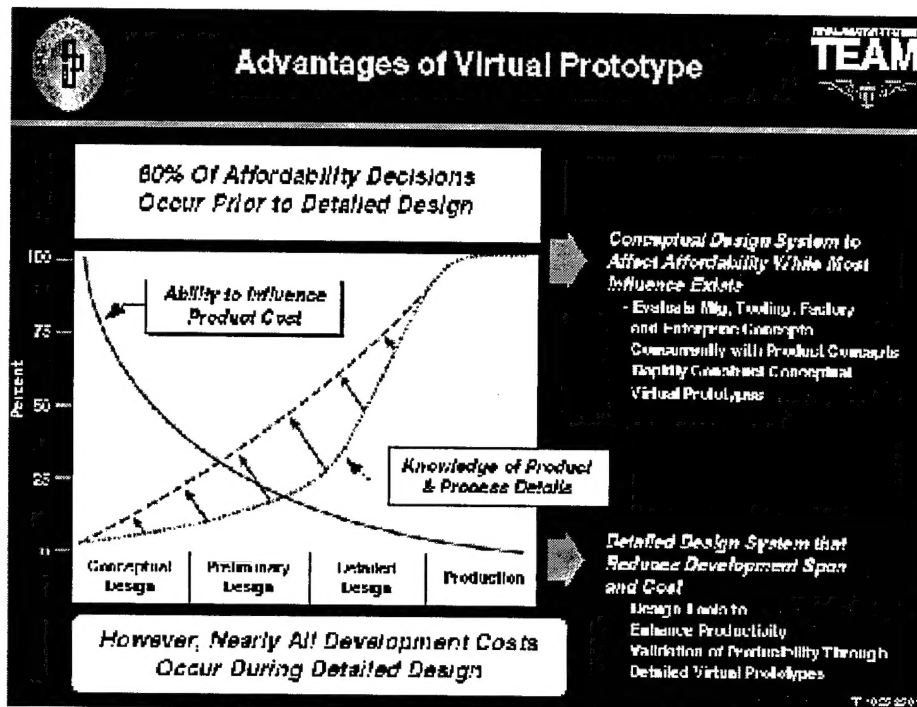 Advantages of Virtual Prototype
TEAM
60% Of Affordability Decisions
Occur Prior to Detailed Design
100
75
50
25
0
Percent
Ability to Influence
Product Cost
Knowledge of Product
& Process Details
Conceptual
Design
Preliminary
Design
Detailed
Design
Production
However, Nearly All Development Costs
Occur During Detailed Design
Conceptual Design System to
Affect Affordability While Most
Influence Exists
- Evaluate Mfg, Tooling, Factory
and Enterprise Concepts
Concurrently with Product Concepts
Rapidly Construct Conceptual
Virtual Prototypes
Detailed Design System that
Reduces Development Span
and Cost
Design Tools to
Enhance Productivity
Validation of Producibility Through
Detailed Virtual Prototypes